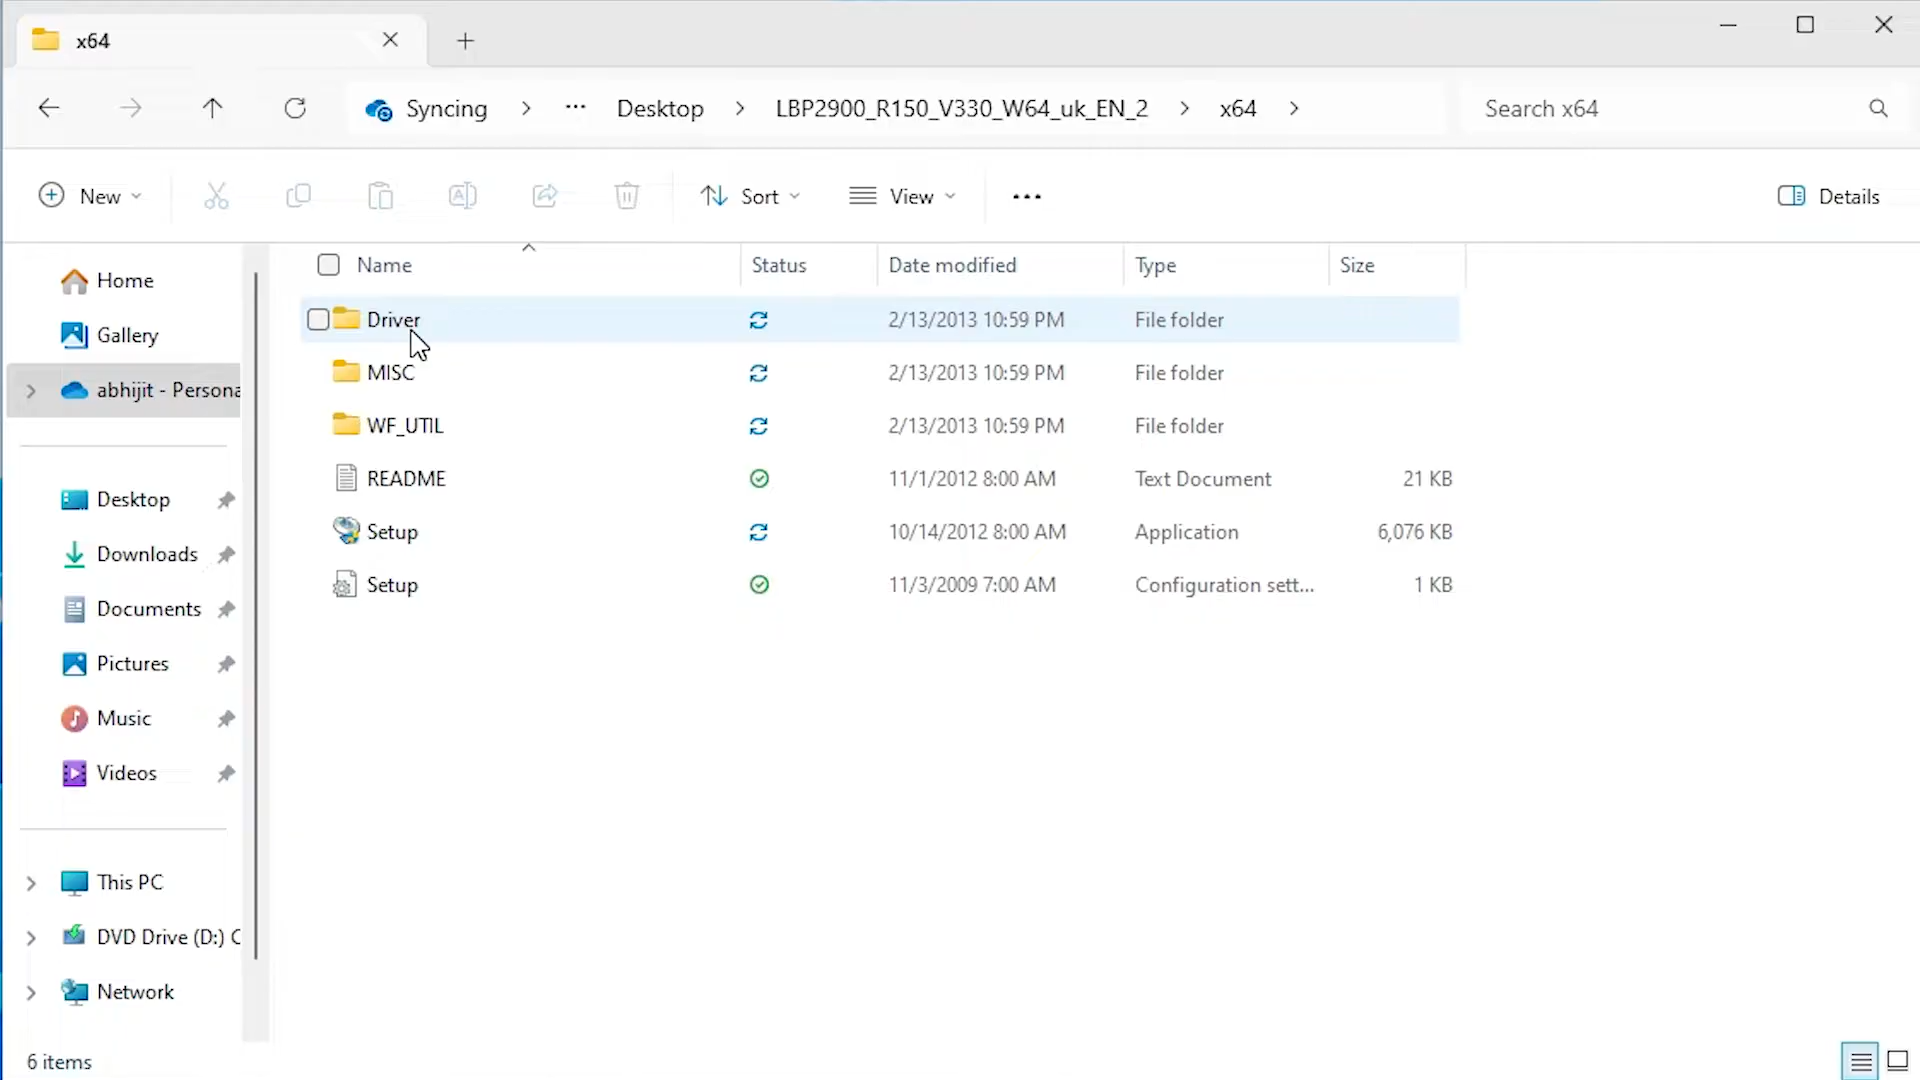 x64
Syncing > ... Desktop > LBP2900_R150_V330_W64_uk_EN_2 > x64 >
Search x64
New
Sort
View
Details
Name Status Date modified Type Size
Driver 2/13/2013 10:59 PM File folder
MISC 2/13/2013 10:59 PM File folder
WF_UTIL 2/13/2013 10:59 PM File folder
README 11/1/2012 8:00 AM Text Document 21 KB
Setup 10/14/2012 8:00 AM Application 6,076 KB
Setup 11/3/2009 7:00 AM Configuration sett... 1 KB
Home
Gallery
abhijit - Persona
Desktop
Downloads
Documents
Pictures
Music
Videos
This PC
DVD Drive (D:) C
Network
6 items